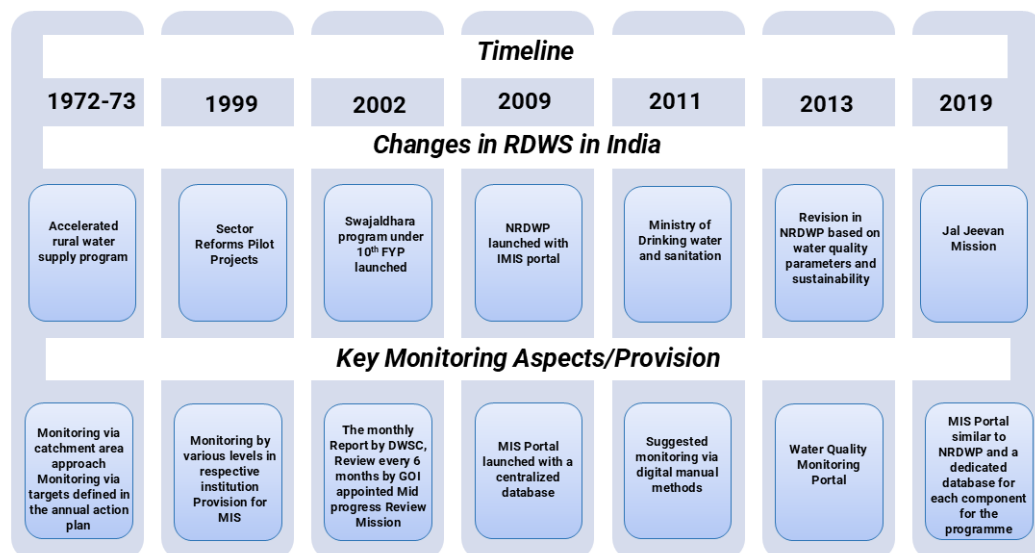 Timeline
1972-73
1999
2002
2009
2011
2013
2019
Changes in RDWS in India
Accelerated
rural water
supply program
Sector
Reforms Pilot
Projects
Swajaldhara
program under
10th FYP
launched
NRDWP
launched with
IMIS portal
Ministry of
Drinking water
and sanitation
Revision in
NRDWP based on
water quality
parameters and
sustainability
Jal Jeevan
Mission
Key Monitoring Aspects/Provision
Monitoring via
catchment area
approach
Monitoring via
targets defined in
the annual action
plan
Monitoring by
various levels in
respective
institution
Provision for
MIS
The monthly
Report by DWSC,
Review every 6
months by GOI
appointed Mid
progress Review
Mission
MIS Portal
launched with a
centralized
database
Suggested
monitoring via
digital manual
methods
Water Quality
Monitoring
Portal
MIS Portal
similar to
NRDWP and a
dedicated
database for
each component
for the
programme